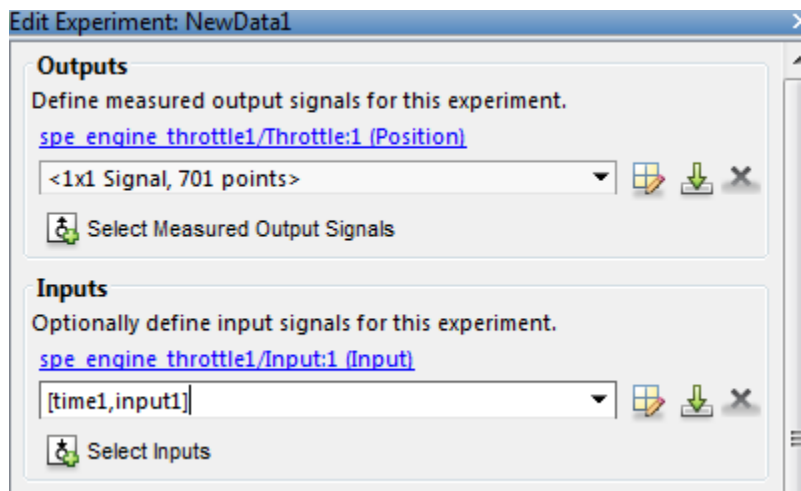 Edit Experiment: NewData1
Outputs
Define measured output signals for this experiment.
spe_engine_throttle1/Throttle:1 (Position)
<1x1 Signal, 701 points>
Select Measured Output Signals
Inputs
Optionally define input signals for this experiment.
spe_engine_throttle1/Input:1 (Input)
[time1,input1]
Select Inputs